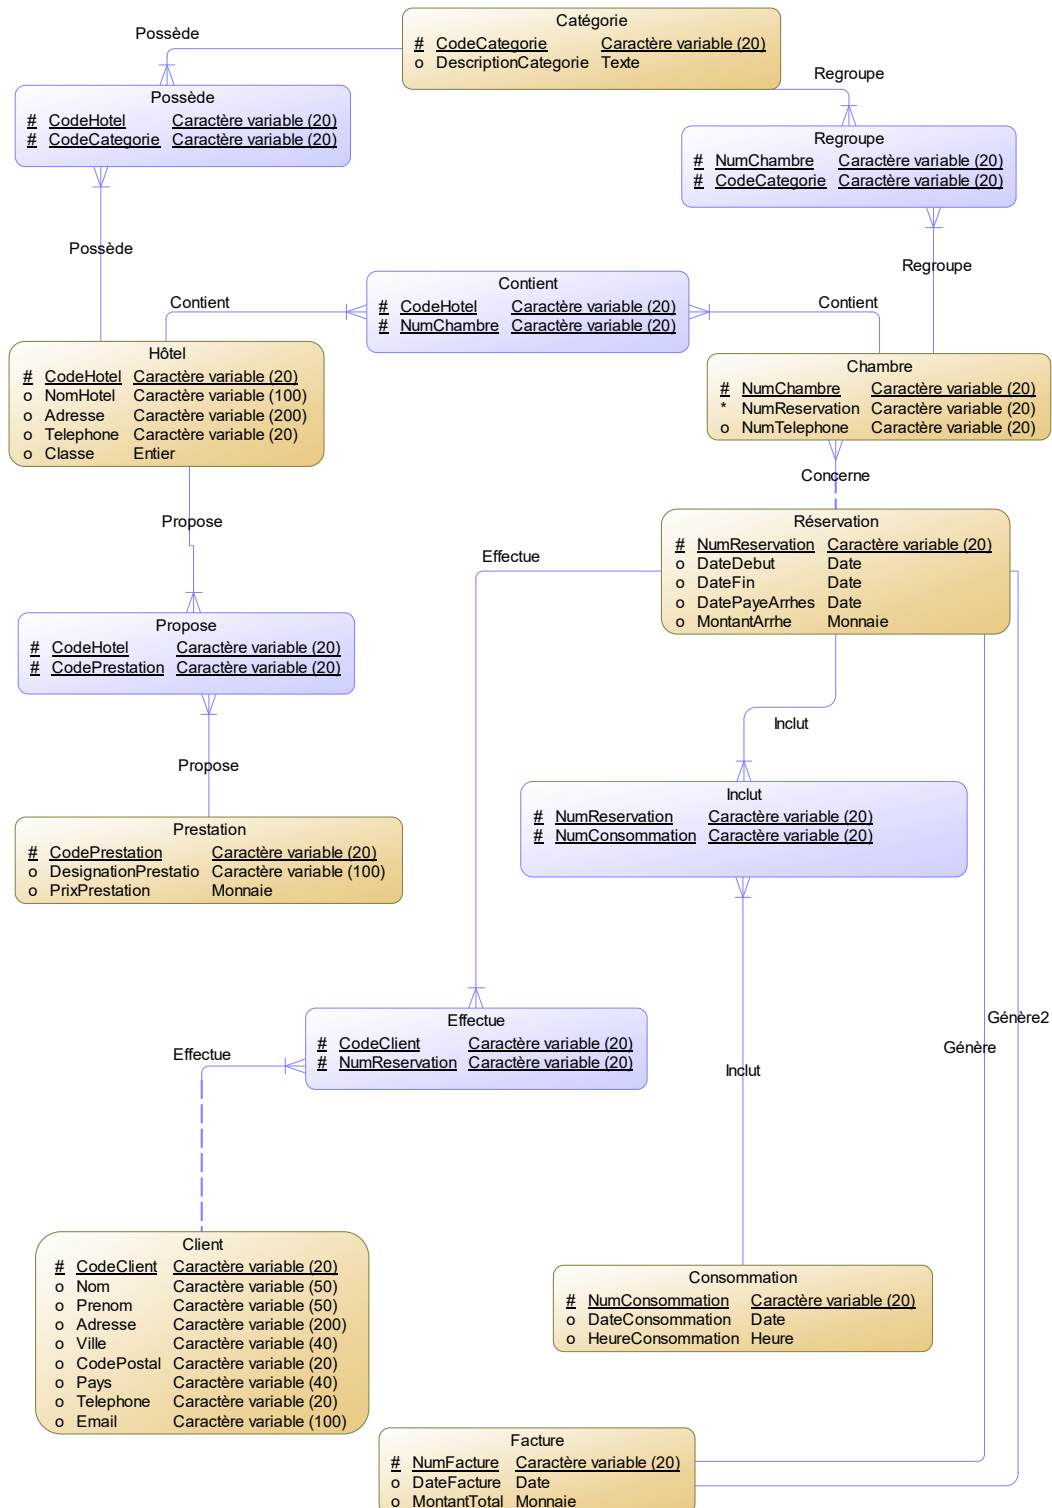 Catégorie
# CodeCategorie Caractère variable (20)
o DescriptionCategorie Texte
Possède
Regroupe
Possède
# CodeHotel Caractère variable (20)
# CodeCategorie Caractère variable (20)
Regroupe
# NumChambre Caractère variable (20)
# CodeCategorie Caractère variable (20)
Possède
Regroupe
Contient
# CodeHotel Caractère variable (20)
# NumChambre Caractère variable (20)
Contient
Contient
Hôtel
# CodeHotel Caractère variable (20)
o NomHotel Caractère variable (100)
o Adresse Caractère variable (200)
o Telephone Caractère variable (20)
o Classe Entier
Chambre
# NumChambre Caractère variable (20)
* NumReservation Caractère variable (20)
o NumTelephone Caractère variable (20)
Concerne
Propose
Réservation
# NumReservation Caractère variable (20)
o DateDebut Date
o DateFin Date
o DatePayeArrhes Date
o MontantArrhe Monnaie
Effectue
Propose
# CodeHotel Caractère variable (20)
# CodePrestation Caractère variable (20)
Inclut
Propose
Inclut
# NumReservation Caractère variable (20)
# NumConsommation Caractère variable (20)
Prestation
# CodePrestation Caractère variable (20)
o DesignationPrestatio Caractère variable (100)
o PrixPrestation Monnaie
Effectue
# CodeClient Caractère variable (20)
# NumReservation Caractère variable (20)
Génère2
Génère
Effectue
Inclut
Client
# CodeClient Caractère variable (20)
o Nom Caractère variable (50)
o Prenom Caractère variable (50)
o Adresse Caractère variable (200)
o Ville Caractère variable (40)
o CodePostal Caractère variable (20)
o Pays Caractère variable (40)
o Telephone Caractère variable (20)
o Email Caractère variable (100)
Consommation
# NumConsommation Caractère variable (20)
o DateConsommation Date
o HeureConsommation Heure
Facture
# NumFacture Caractère variable (20)
o DateFacture Date
o MontantTotal Monnaie